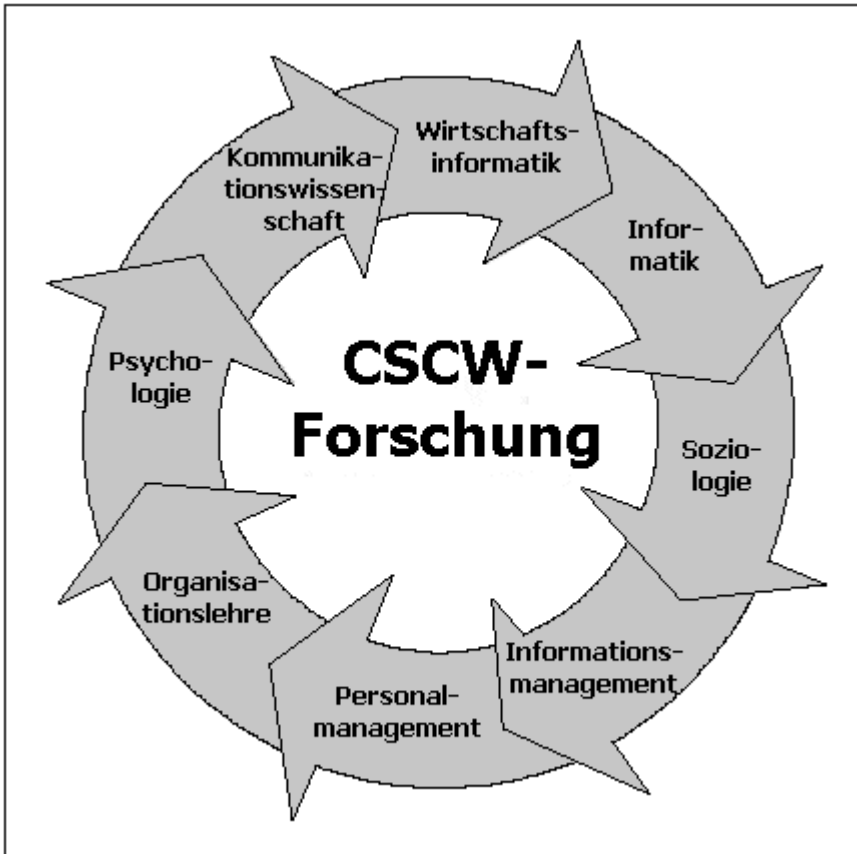 CSCW-
Forschung
Wirtschafts-
informatik
Infor-
matik
Sozio-
logie
Informations-
management
Personal-
management
Organisa-
tionslehre
Psycho-
logie
Kommunika-
tionswissen-
schaft